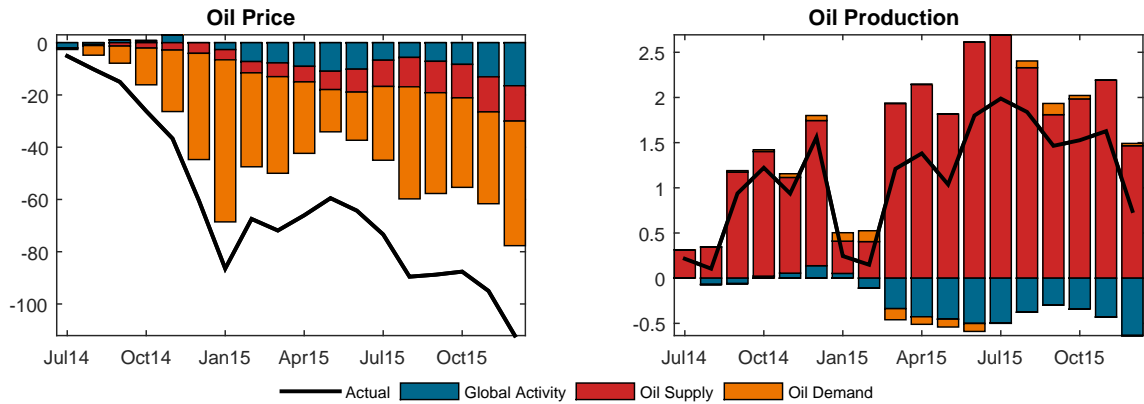 Oil Price
0
-20
-40
-60
-80
-100
Jul14 Oct14 Jan15 Apr15 Jul15 Oct15
Oil Production
2.5
2
1.5
1
0.5
0
-0.5
Jul14 Oct14 Jan15 Apr15 Jul15 Oct15
Actual Global Activity Oil Supply Oil Demand